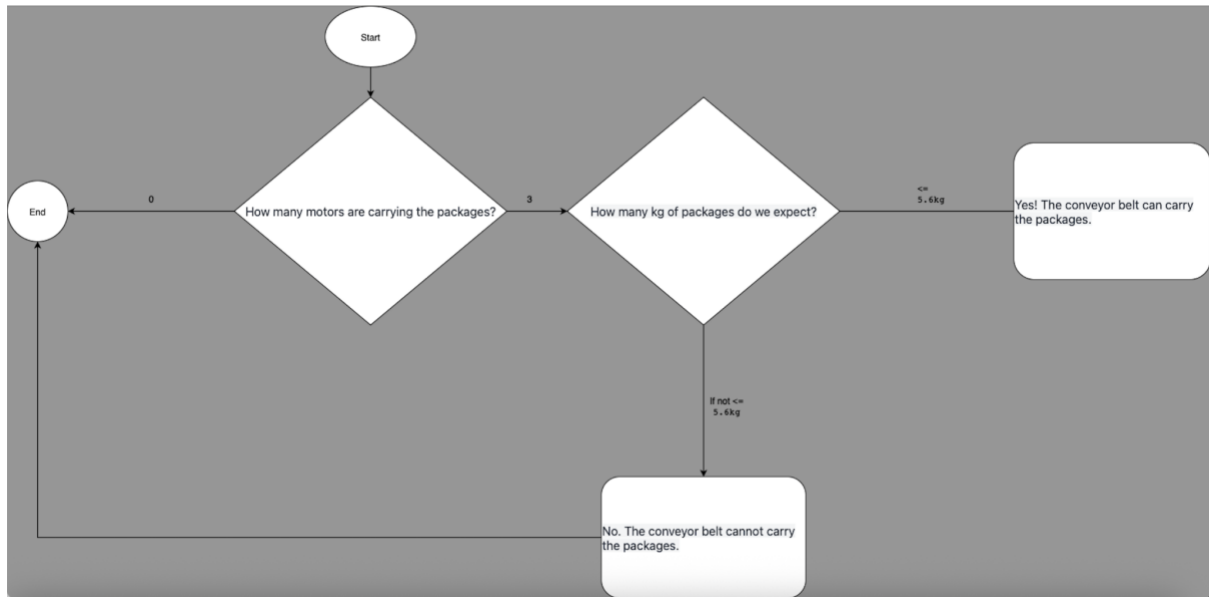 Start
End
0
How many motors are carrying the packages?
3
How many kg of packages do we expect?
<=
5.6kg
Yes! The conveyor belt can carry
the packages.
If not <=
5.6kg
No. The conveyor belt cannot carry
the packages.